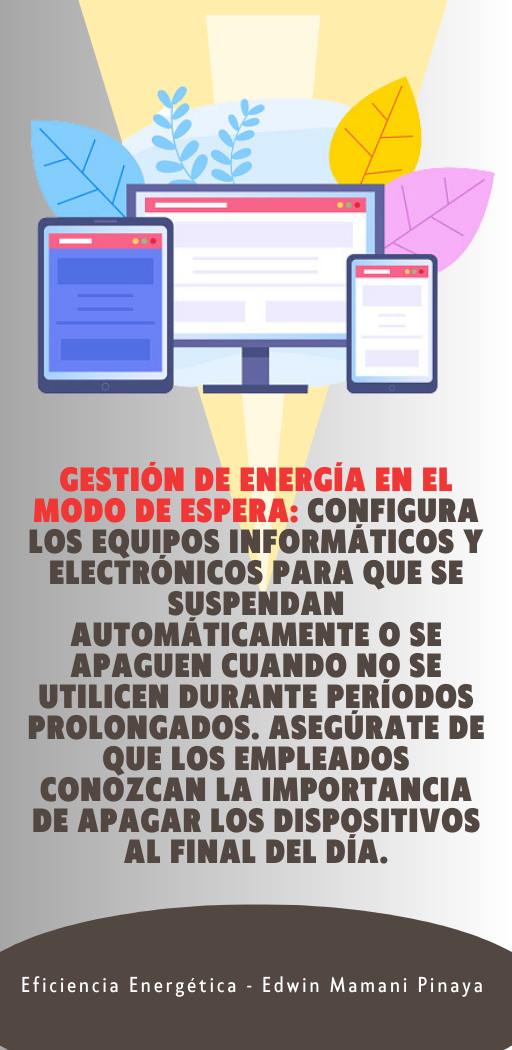 GESTIÓN DE ENERGÍA EN EL
MODO DE ESPERA: CONFIGURA
LOS EQUIPOS INFORMÁTICOS Y
ELECTRÓNICOS PARA QUE SE
SUSPENDAN
AUTOMÁTICAMENTE O SE
APAGUEN CUANDO NO SE
UTILICEN DURANTE PERÍODOS
PROLONGADOS. ASEGÚRATE DE
QUE LOS EMPLEADOS
CONOZCAN LA IMPORTANCIA
DE APAGAR LOS DISPOSITIVOS
AL FINAL DEL DÍA.
Eficiencia Energética - Edwin Mamani Pinaya